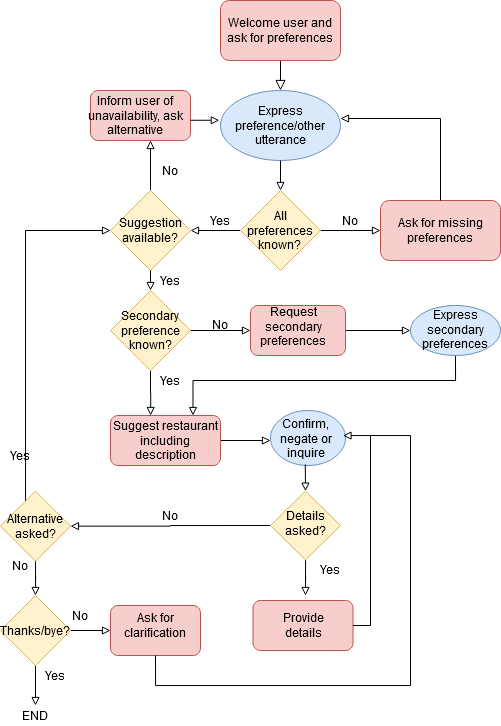 Welcome user and
ask for preferences
Inform user of
unavailability, ask
alternative
Express
preference/other
utterance
No
Suggestion
available?
Yes
All
preferences
known?
No
Ask for missing
preferences
Yes
Secondary
preference
known?
No
Request
secondary
preferences
Express
secondary
preferences
Yes
Suggest restaurant
including
description
Confirm,
negate or
inquire
Yes
Alternative
asked?
No
Details
asked?
No
Yes
Thanks/bye?
No
Ask for
clarification
Provide
details
Yes
END